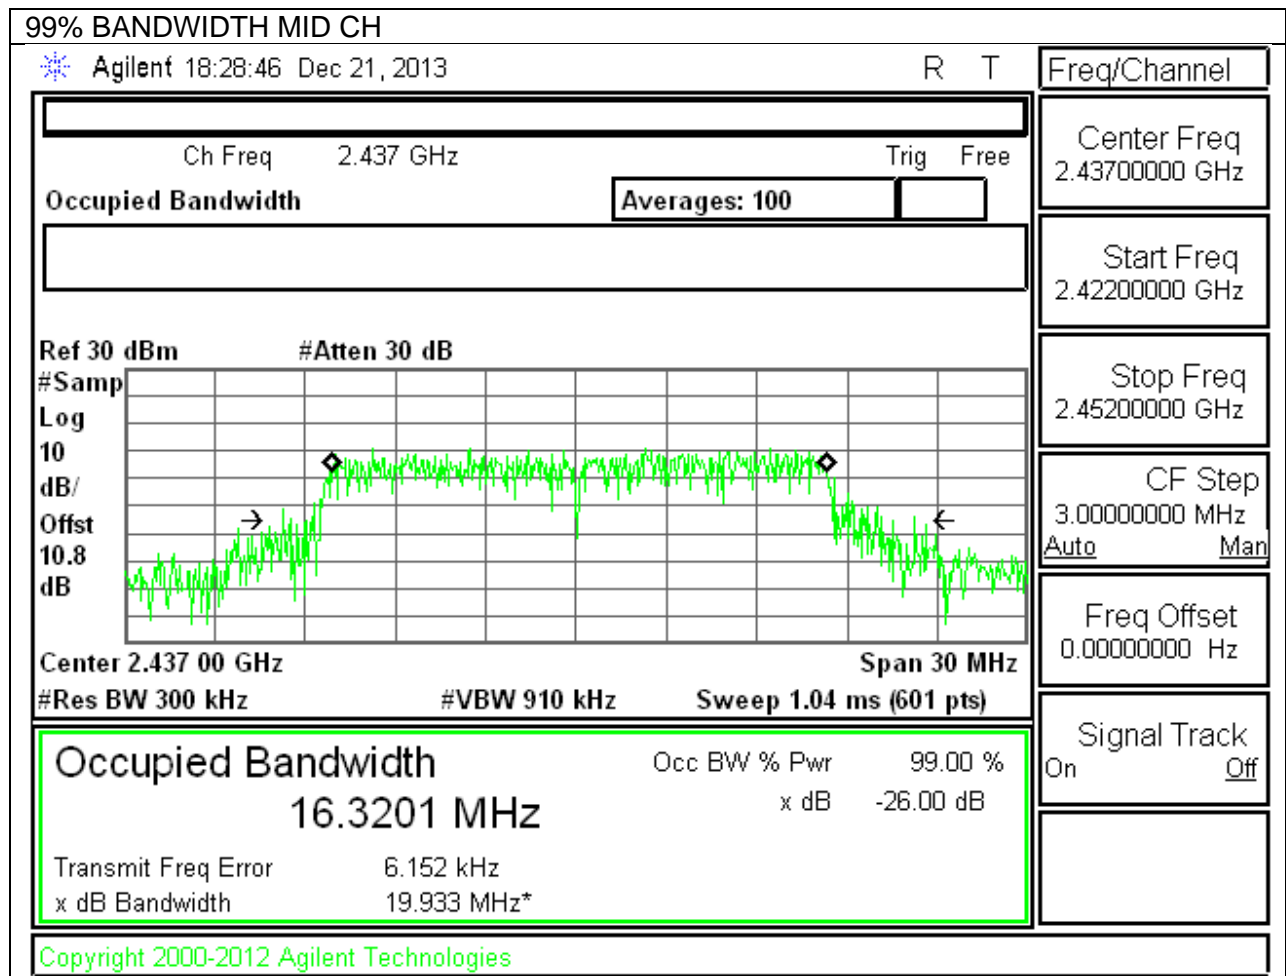 99% BANDWIDTH MID CH
Agilent 18:28:46 Dec 21, 2013 R T
Freq/Channel
Ch Freq 2.437 GHz Trig Free
Occupied Bandwidth Averages: 100
Center Freq
2.43700000 GHz
Start Freq
2.42200000 GHz
Stop Freq
2.45200000 GHz
CF Step
3.00000000 MHz
Auto Man
Freq Offset
0.00000000 Hz
Signal Track
On Off
Ref 30 dBm #Atten 30 dB
#Samp
Log
10
dB/
Offst
10.8
dB
Center 2.437 00 GHz Span 30 MHz
#Res BW 300 kHz #VBW 910 kHz Sweep 1.04 ms (601 pts)
Occupied Bandwidth Occ BW % Pwr 99.00 %
16.3201 MHz x dB -26.00 dB
Transmit Freq Error 6.152 kHz
x dB Bandwidth 19.933 MHz*
Copyright 2000-2012 Agilent Technologies